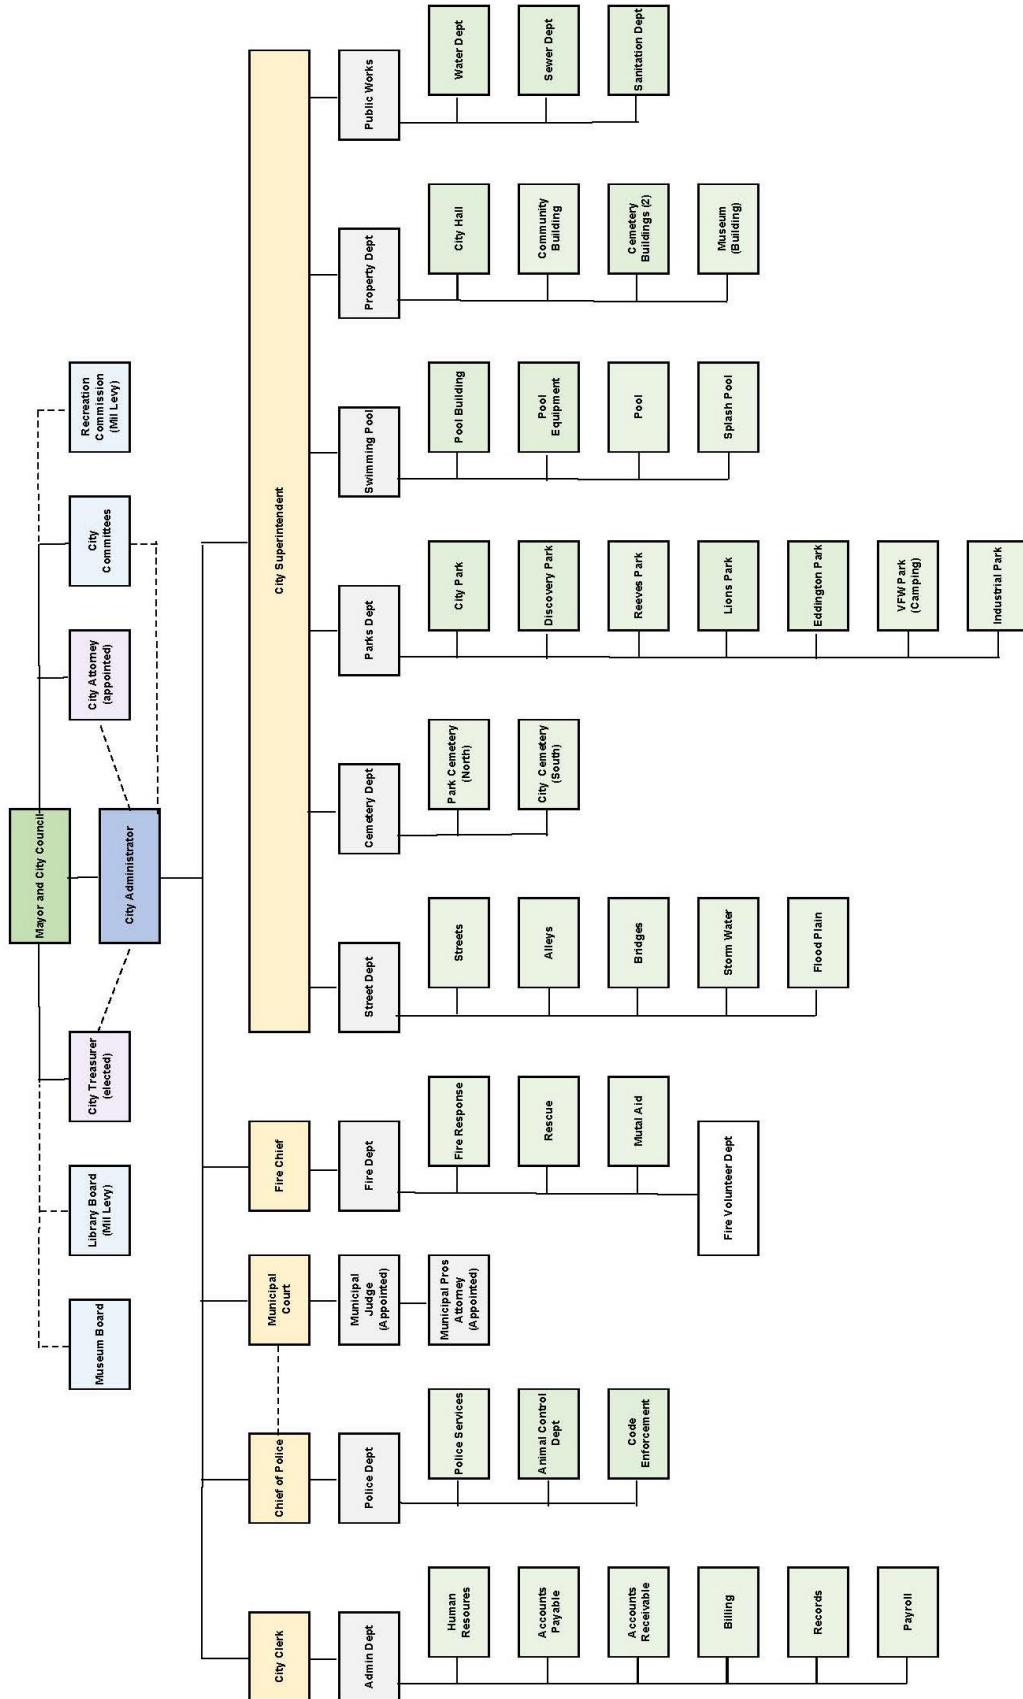 Mayor and City Council
City Administrator
Museum Board
Library Board
(Mil Levy)
City Treasurer
(elected)
City Attorney
(appointed)
City
Committees
Recreation
Commission
(Mil Levy)
City Clerk
Chief of Police
Municipal
Court
Fire Chief
City Superintendent
Admin Dept
Human
Resoures
Accounts
Payable
Accounts
Receivable
Billing
Records
Payroll
Police Dept
Police Services
Animal Control
Dept
Code
Enforcement
Municipal
Judge
(Appointed)
Municipal Pros
Attorney
(Appointed)
Fire Dept
Fire Response
Rescue
Mutal Aid
Fire Volunteer Dept
Street Dept
Streets
Alleys
Bridges
Storm Water
Flood Plain
Cemetery Dept
Park Cemetery
(North)
City Cemetery
(South)
Parks Dept
City Park
Discovery Park
Reeves Park
Lions Park
Eddington Park
VFW Park
(Camping)
Industrial Park
Swimming Pool
Pool Building
Pool
Equipment
Pool
Splash Pool
Property Dept
City Hall
Community
Building
Cemetery
Buildings (2)
Museum
(Building)
Public Works
Water Dept
Sewer Dept
Sanitation Dept